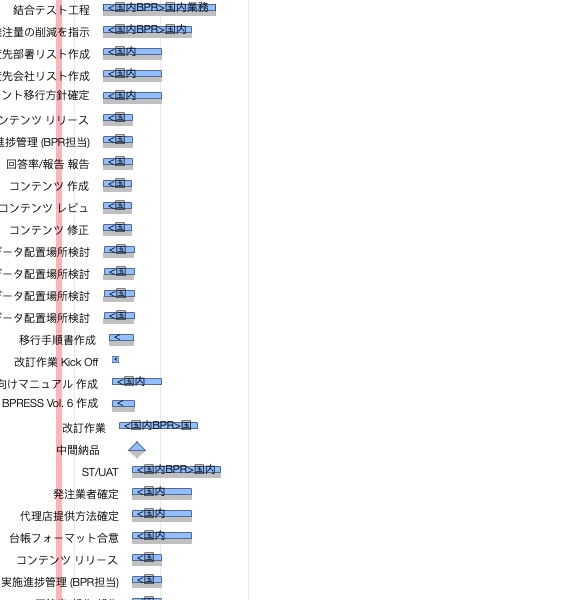 結合テスト工程 <国内BPR>国内業務
注量の削減を指示 <国内BPR>国内
先部署リスト作成 <国内
先会社リスト作成 <国内
ント移行方針確定 <国内
ンテンツ リリース <国
進捗管理 (BPR担当) <国
回答率/報告 報告 <国
コンテンツ 作成 <国
コンテンツ レビュ <国
コンテンツ 修正 <国
データ配置場所検討 <国
データ配置場所検討 <国
データ配置場所検討 <国
データ配置場所検討 <国
移行手順書作成 <
改訂作業 Kick Off
向けマニュアル 作成 <国内
BPRESS Vol. 6 作成 <
改訂作業 <国内BPR>国
中間納品
ST/UAT <国内BPR>国内
発注業者確定 <国内
代理店提供方法確定 <国内
台帳フォーマット合意 <国内
コンテンツ リリース <国
実施進捗管理 (BPR担当) <国